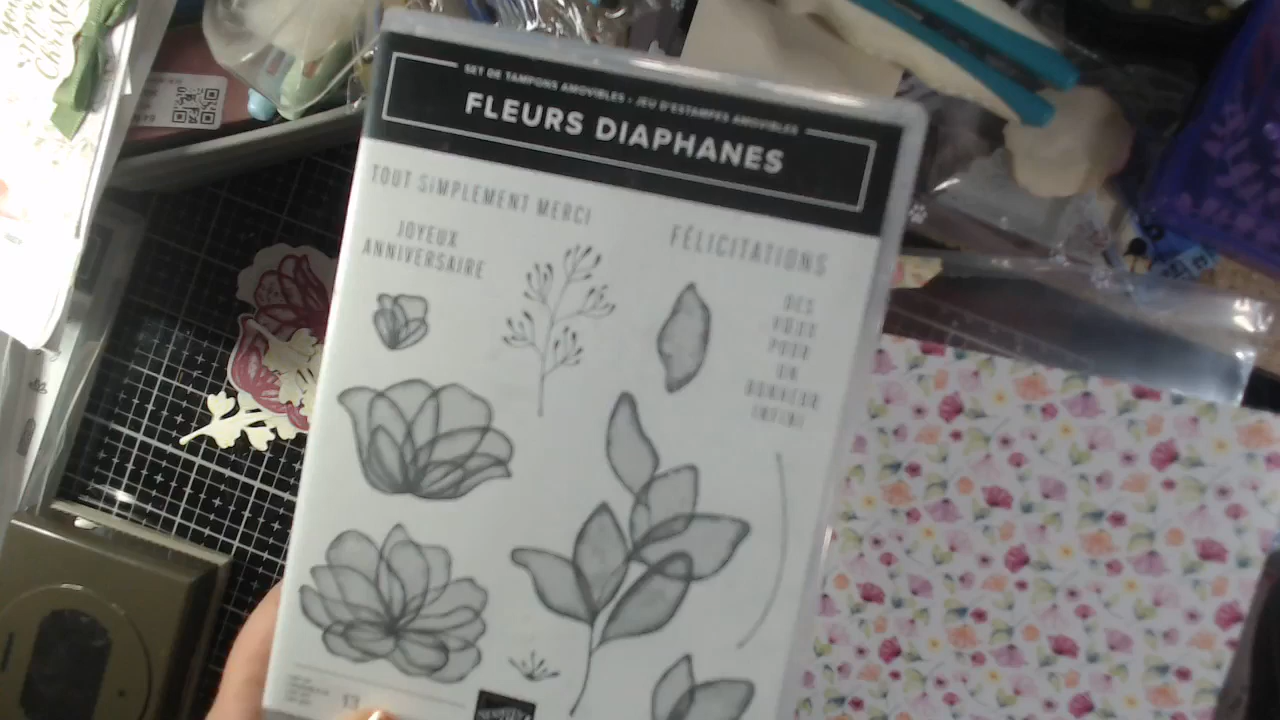 SET DE TAMPONS AMOVIBLES • JEU D'ESTAMPES AMOVIBLES
FLEURS DIAPHANES
TOUT SIMPLEMENT MERCI
JOYEUX
ANNIVERSAIRE
FÉLICITATIONS
DES
VŒUX
POUR
UN
BONHEUR
INFINI
13